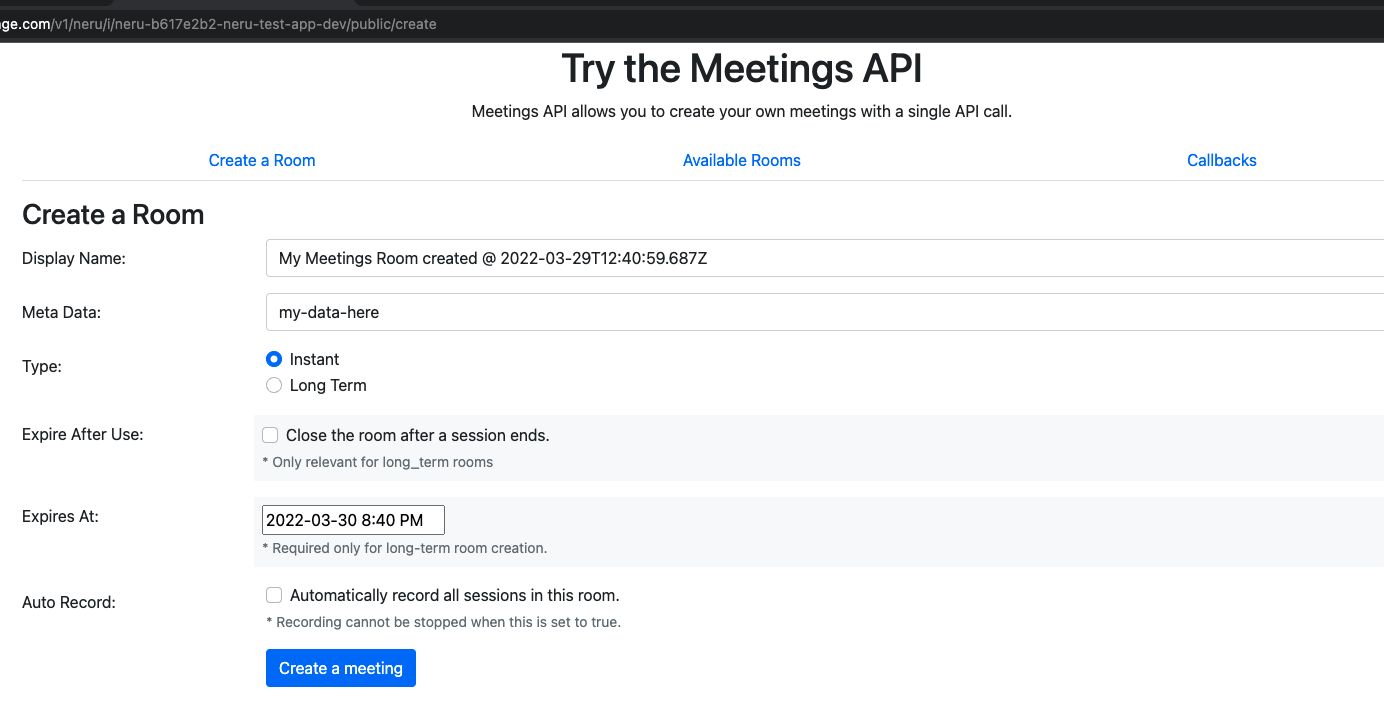 ge.com/v1/neru/i/neru-b617e2b2-neru-test-app-dev/public/create
Try the Meetings API
Meetings API allows you to create your own meetings with a single API call.
Create a Room Available Rooms Callbacks
Create a Room
Display Name: My Meetings Room created @ 2022-03-29T12:40:59.687Z
Meta Data: my-data-here
Type: Instant
Long Term
Expire After Use: Close the room after a session ends.
* Only relevant for long_term rooms
Expires At: 2022-03-30 8:40 PM
* Required only for long-term room creation.
Auto Record: Automatically record all sessions in this room.
* Recording cannot be stopped when this is set to true.
Create a meeting